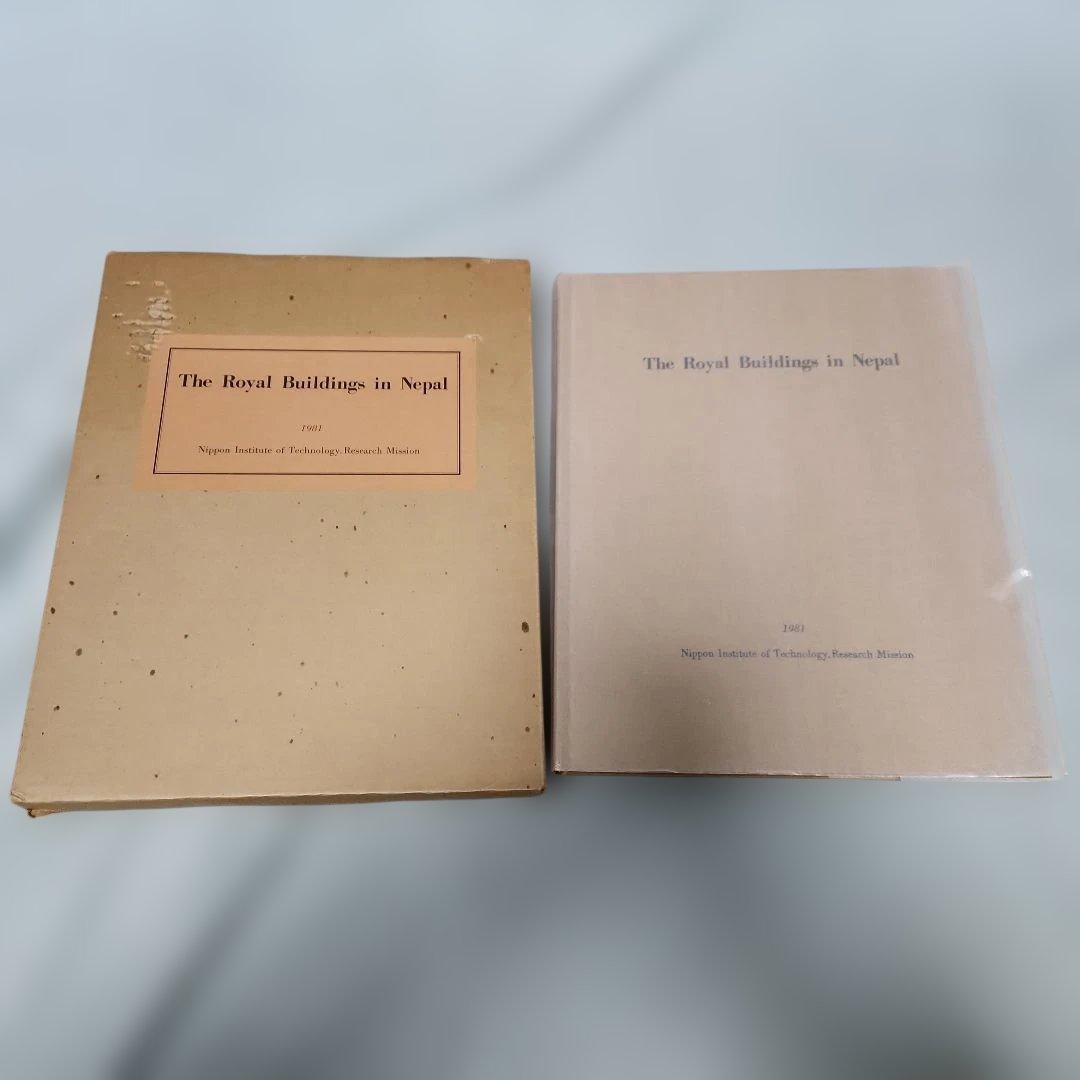 The Royal Buildings in Nepal
1981
Nippon Institute of Technology. Research Mission
The Royal Buildings in Nepal
1981
Nippon Institute of Technology. Research Mission